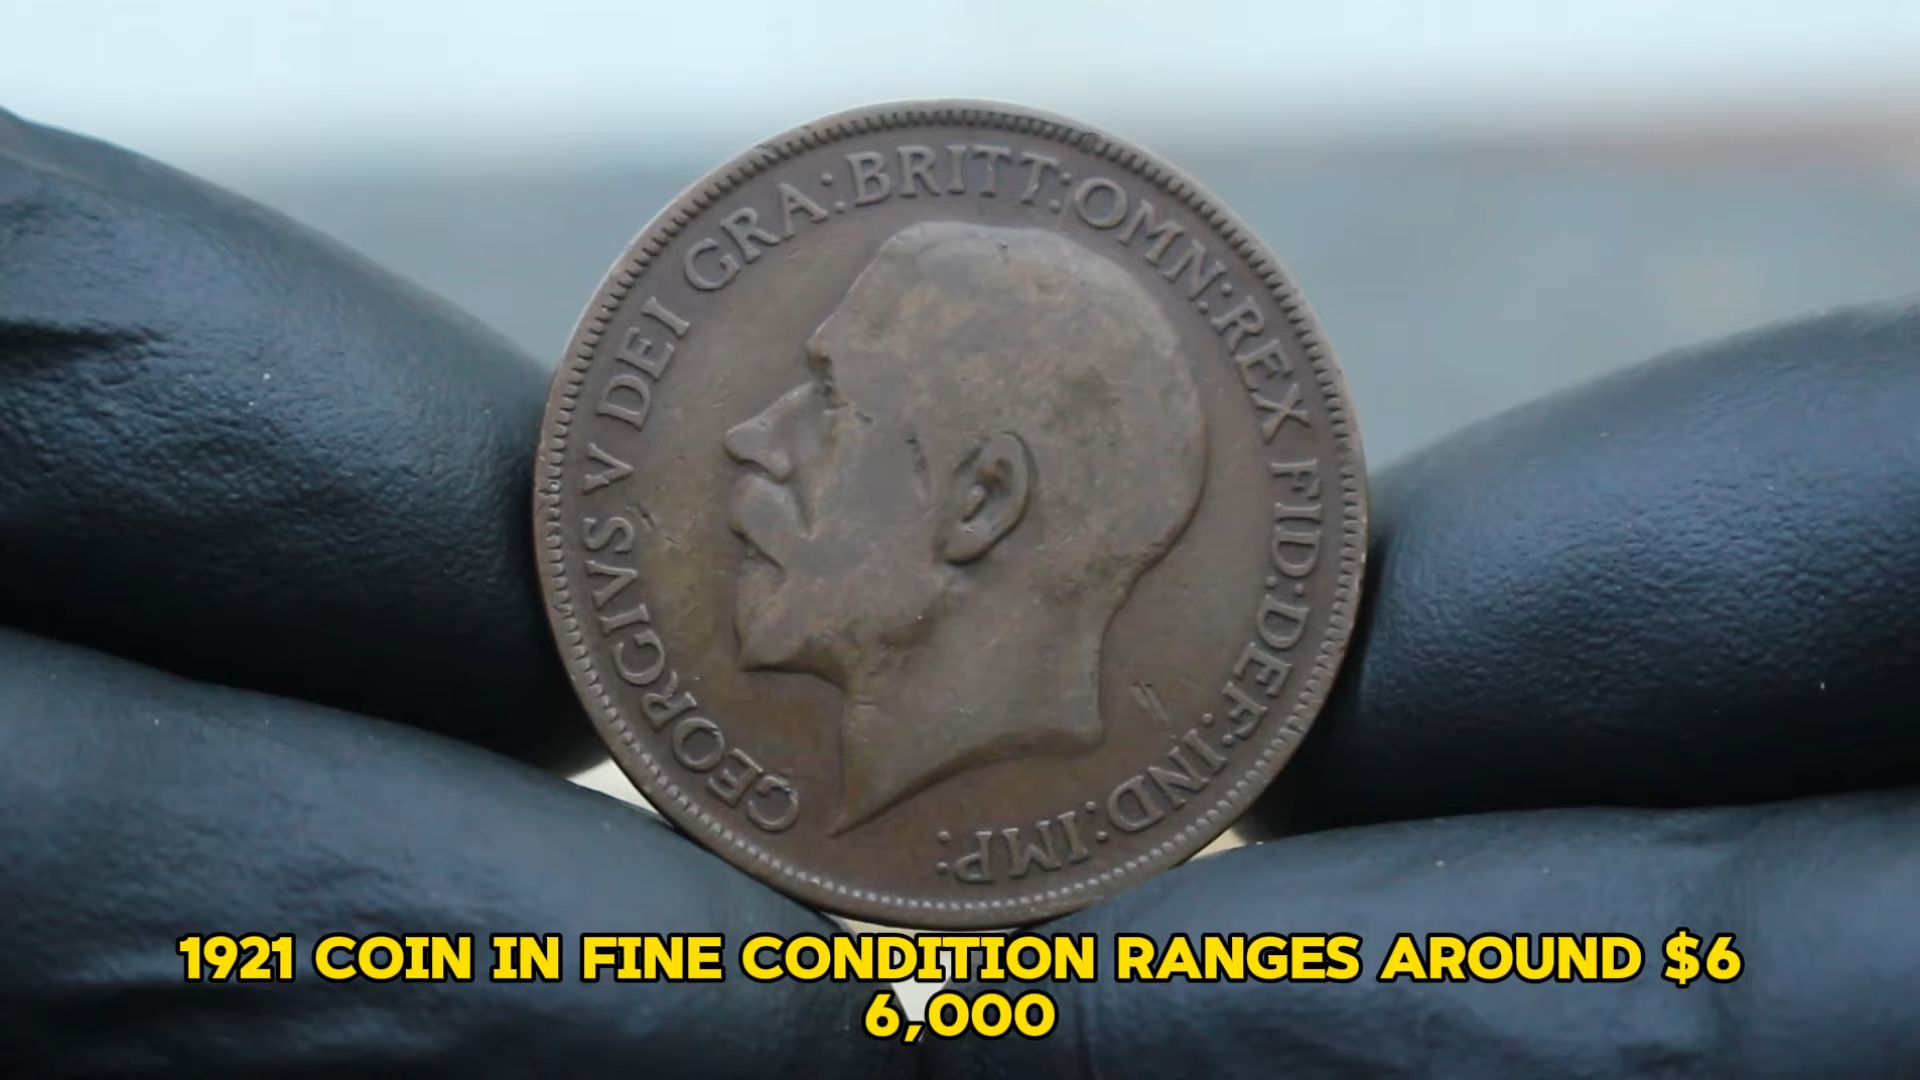 GEORGIVS V DEI GRA: BRITT: OMN: REX FID: DEF: IND: IMP:
1921 COIN IN FINE CONDITION RANGES AROUND $6
6,000